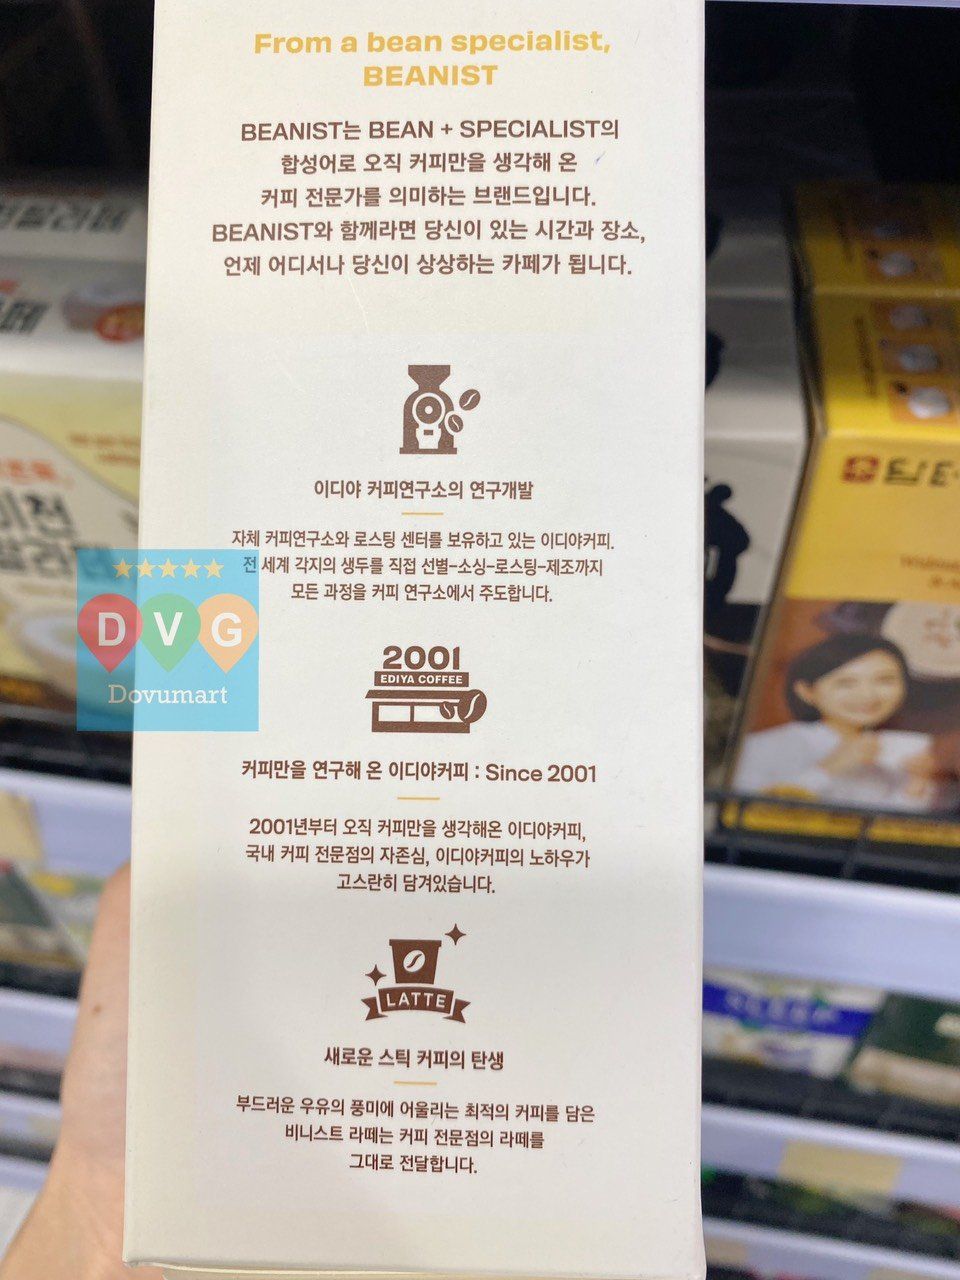 From a bean specialist,
BEANIST
BEANIST는 BEAN + SPECIALIST의
합성어로 오직 커피만을 생각해 온
커피 전문가를 의미하는 브랜드입니다.
BEANIST와 함께라면 당신이 있는 시간과 장소,
언제 어디서나 당신이 상상하는 카페가 됩니다.
이디야 커피연구소의 연구개발
자체 커피연구소와 로스팅 센터를 보유하고 있는 이디야커피.
전 세계 각지의 생두를 직접 선별-소싱-로스팅-제조까지
모든 과정을 커피 연구소에서 주도합니다.
DVG
Dovumart
2001
EDIYA COFFEE
커피만을 연구해 온 이디야커피 : Since 2001
2001년부터 오직 커피만을 생각해온 이디야커피,
국내 커피 전문점의 자존심, 이디야커피의 노하우가
고스란히 담겨있습니다.
LATTE
새로운 스틱 커피의 탄생
부드러운 우유의 풍미에 어울리는 최적의 커피를 담은
비니스트 라떼는 커피 전문점의 라떼를
그대로 전달합니다.